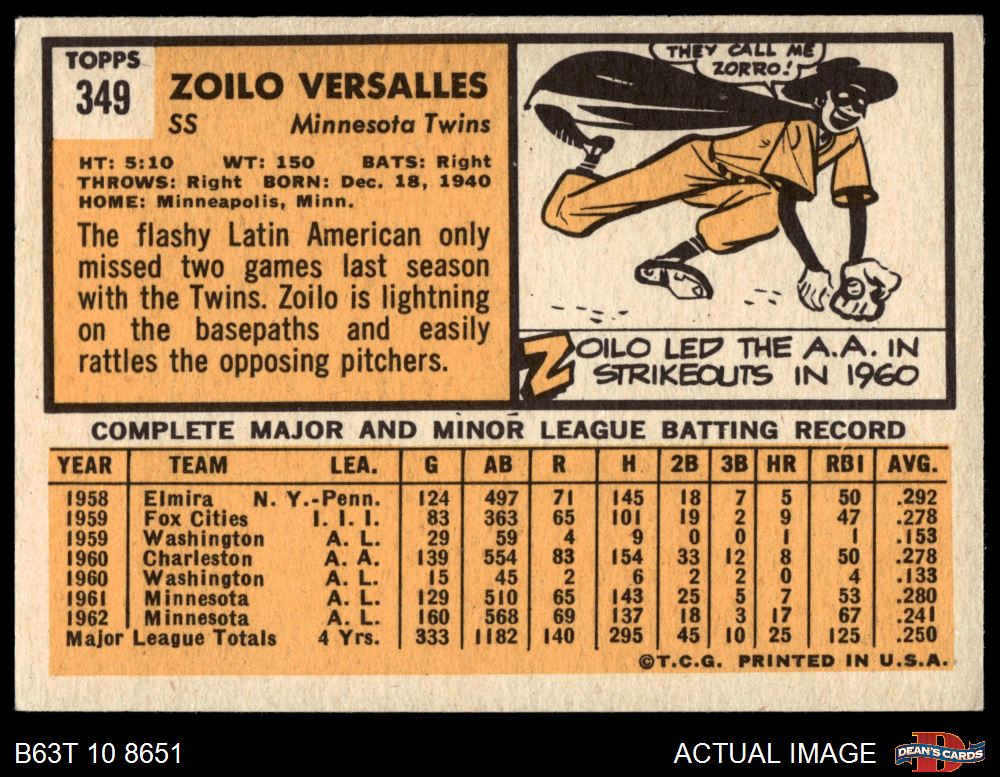 TOPPS
349
ZOILO VERSALLES
SS Minnesota Twins
HT: 5:10 WT: 150 BATS: Right
THROWS: Right BORN: Dec. 18, 1940
HOME: Minneapolis, Minn.
The flashy Latin American only
missed two games last season
with the Twins. Zoilo is lightning
on the basepaths and easily
rattles the opposing pitchers.
THEY CALL ME
ZORRO!
ZOILO LED THE A.A. IN
STRIKEOUTS IN 1960
COMPLETE MAJOR AND MINOR LEAGUE BATTING RECORD
YEAR TEAM LEA. G AB R H 2B 3B HR RBI AVG.
1958 Elmira N. Y.-Penn. 124 497 71 145 18 7 5 50 .292
1959 Fox Cities I. I. I. 83 363 65 101 19 2 9 47 .278
1959 Washington A. L. 29 59 4 9 0 0 1 1 .153
1960 Charleston A. A. 139 554 83 154 33 12 8 50 .278
1960 Washington A. L. 15 45 2 6 2 2 0 4 .133
1961 Minnesota A. L. 129 510 65 143 25 5 7 53 .280
1962 Minnesota A. L. 160 568 69 137 18 3 17 67 .241
Major League Totals 4 Yrs. 333 1182 140 295 45 10 25 125 .250
©T.C.G. PRINTED IN U.S.A.
B63T 10 8651
ACTUAL IMAGE
DEAN'S CARDS